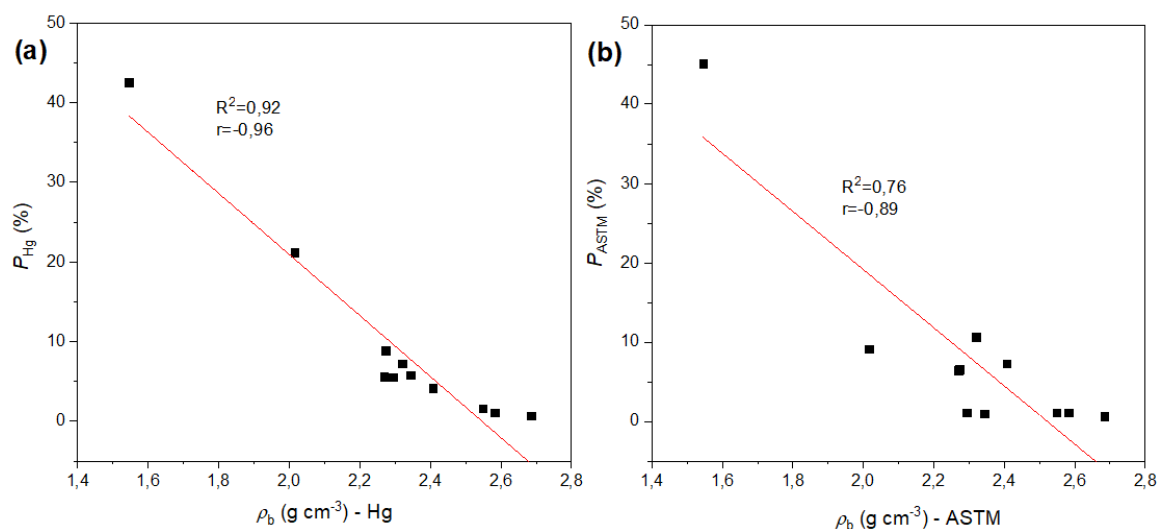 (a)
R²=0,92
r=-0,96
P_Hg (%)
50
40
30
20
10
0
1,4 1,6 1,8 2,0 2,2 2,4 2,6 2,8
ρ_b (g cm⁻³) - Hg
(b)
R²=0,76
r=-0,89
P_ASTM (%)
50
40
30
20
10
0
1,4 1,6 1,8 2,0 2,2 2,4 2,6 2,8
ρ_b (g cm⁻³) - ASTM